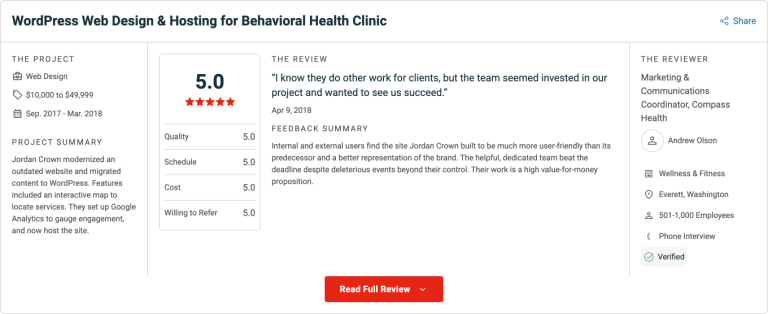 WordPress Web Design & Hosting for Behavioral Health Clinic
Share
THE PROJECT
Web Design
$10,000 to $49,999
Sep. 2017 - Mar. 2018
PROJECT SUMMARY
Jordan Crown modernized an
outdated website and migrated
content to WordPress. Features
included an interactive map to
locate services. They set up Google
Analytics to gauge engagement,
and now host the site.
5.0
Quality 5.0
Schedule 5.0
Cost 5.0
Willing to Refer 5.0
THE REVIEW
“I know they do other work for clients, but the team seemed invested in our
project and wanted to see us succeed.”
Apr 9, 2018
FEEDBACK SUMMARY
Internal and external users find the site Jordan Crown built to be much more user-friendly than its
predecessor and a better representation of the brand. The helpful, dedicated team beat the
deadline despite deleterious events beyond their control. Their work is a high value-for-money
proposition.
THE REVIEWER
Marketing &
Communications
Coordinator, Compass
Health
Andrew Olson
Wellness & Fitness
Everett, Washington
501-1,000 Employees
Phone Interview
Verified
Read Full Review